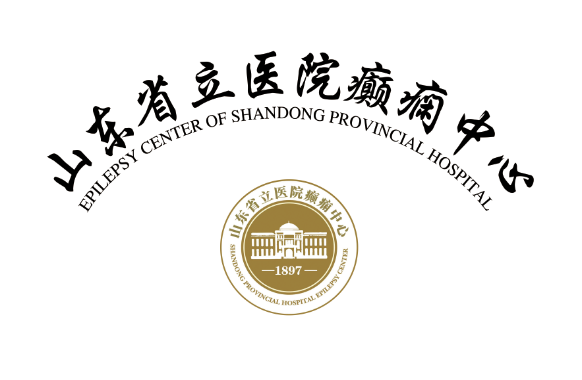 山东省立医院癫痫中心
EPILEPSY CENTER OF SHANDONG PROVINCIAL HOSPITAL
山东省立医院癫痫中心
1897
SHANDONG PROVINCIAL HOSPITAL EPILEPSY CENTER